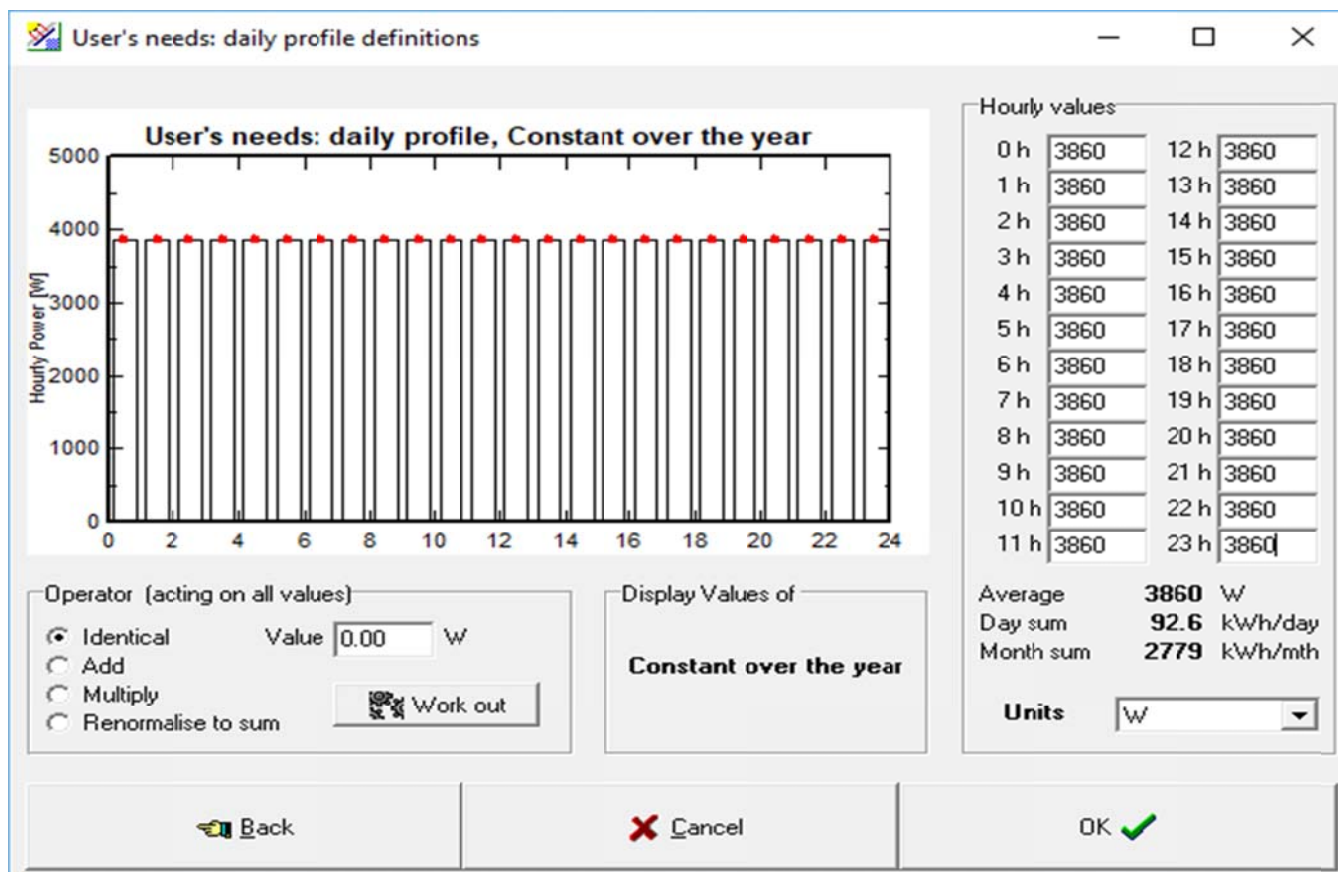 User's needs: daily profile definitions
User's needs: daily profile, Constant over the year
5000
4000
3000
2000
1000
0
Hourly Power [W]
0 2 4 6 8 10 12 14 16 18 20 22 24
Hourly values
0 h 3860 12 h 3860
1 h 3860 13 h 3860
2 h 3860 14 h 3860
3 h 3860 15 h 3860
4 h 3860 16 h 3860
5 h 3860 17 h 3860
6 h 3860 18 h 3860
7 h 3860 19 h 3860
8 h 3860 20 h 3860
9 h 3860 21 h 3860
10 h 3860 22 h 3860
11 h 3860 23 h 3860
Average 3860 W
Day sum 92.6 kWh/day
Month sum 2779 kWh/mth
Units W
Operator (acting on all values)
Identical Value 0.00 W
Add
Multiply
Renormalise to sum
Work out
Display Values of
Constant over the year
Back
Cancel
OK